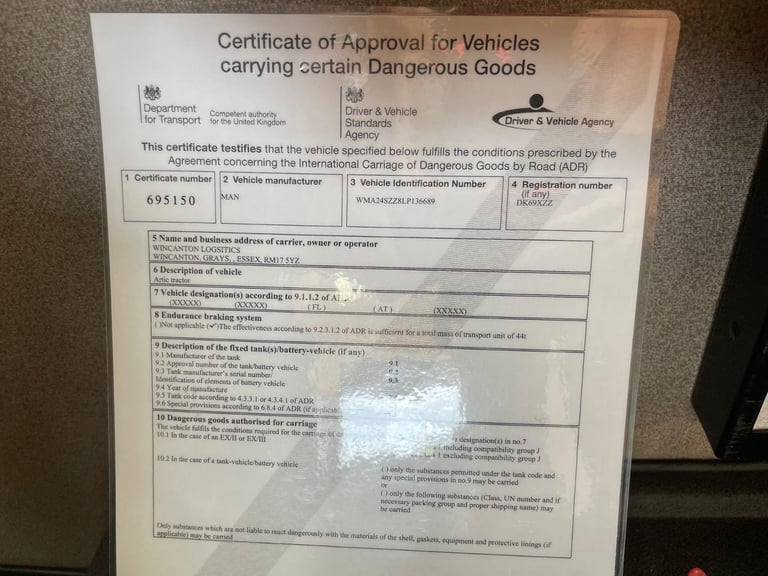 Certificate of Approval for Vehicles
carrying certain Dangerous Goods
Department
for Transport
Competent authority
for the United Kingdom
Driver & Vehicle
Standards
Agency
Driver & Vehicle Agency
This certificate testifies that the vehicle specified below fulfills the conditions prescribed by the
Agreement concerning the International Carriage of Dangerous Goods by Road (ADR)
1 Certificate number
695150
2 Vehicle manufacturer
MAN
3 Vehicle Identification Number
WMA24SZZ8LP136689
4 Registration number
(if any)
DK69XZZ
5 Name and business address of carrier, owner or operator
WINCANTON LOGSITICS
WINCANTON, GRAYS, , ESSEX, RM17 5YZ
6 Description of vehicle
Artic tractor
7 Vehicle designation(s) according to 9.1.1.2 of
(XXXXX) (XXXXX) (FL) (AT) (XXXXX)
8 Endurance braking system
( )Not applicable (✓)The effectiveness according to 9.2.3.1.2 of ADR is sufficient for a total mass of transport unit of 44t
9 Description of the fixed tank(s)/battery-vehicle (if any)
9.1 Manufacturer of the tank 9.1
9.2 Approval number of the tank/battery vehicle 9.2
9.3 Tank manufacturer's serial number/ 9.3
Identification of elements of battery vehicle
9.4 Year of manufacture
9.5 Tank code according to 4.3.3.1 or 4.3.4.1 of ADR
9.6 Special provisions according to 6.8.4 of ADR (if
10 Dangerous goods authorised for carriage
The vehicle fulfils the conditions required for the carriage of designation(s) in no.7
10.1 In the case of an EX/II or EX/III including compatibility group J
1 excluding compatibility group J
10.2 In the case of a tank-vehicle/battery vehicle
( ) only the substances permitted under the tank code and
any special provisions in no.9 may be carried
or
( ) only the following substances (Class, UN number and if
necessary packing group and proper shipping name) may
be carried
Only substances which are not liable to react dangerously with the materials of the shell, gaskets, equipment and protective linings (if
applicable) may be carried